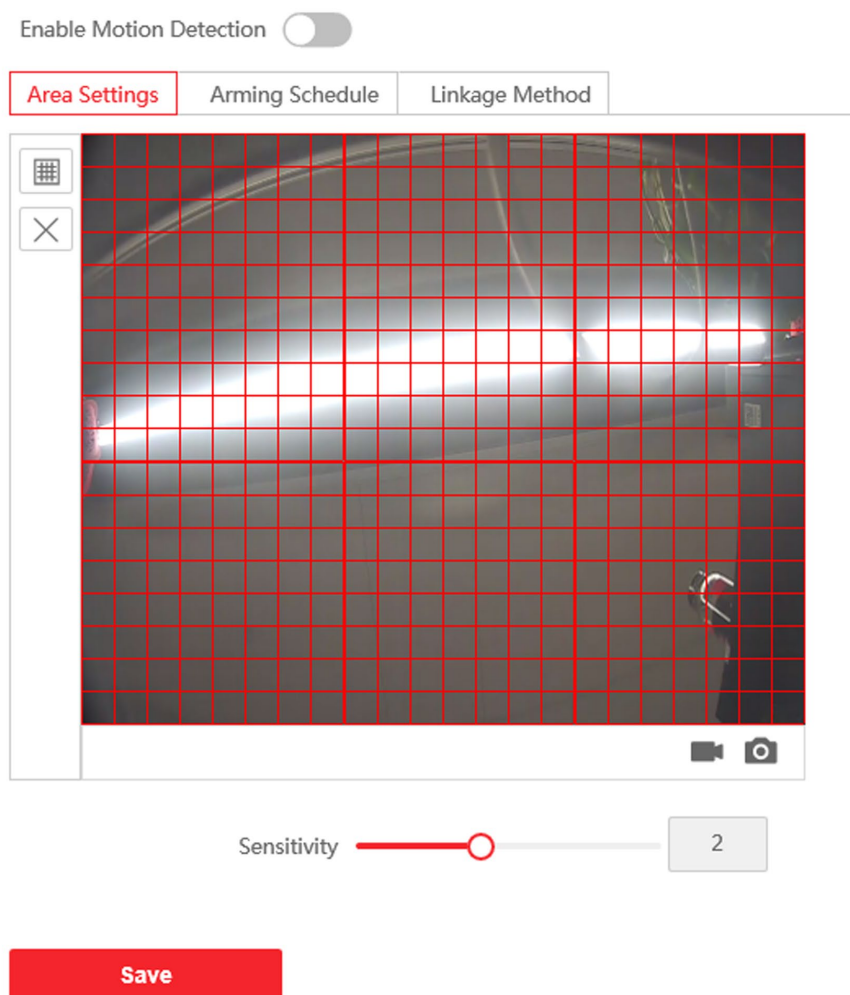 Enable Motion Detection
Area Settings Arming Schedule Linkage Method
Sensitivity 2
Save